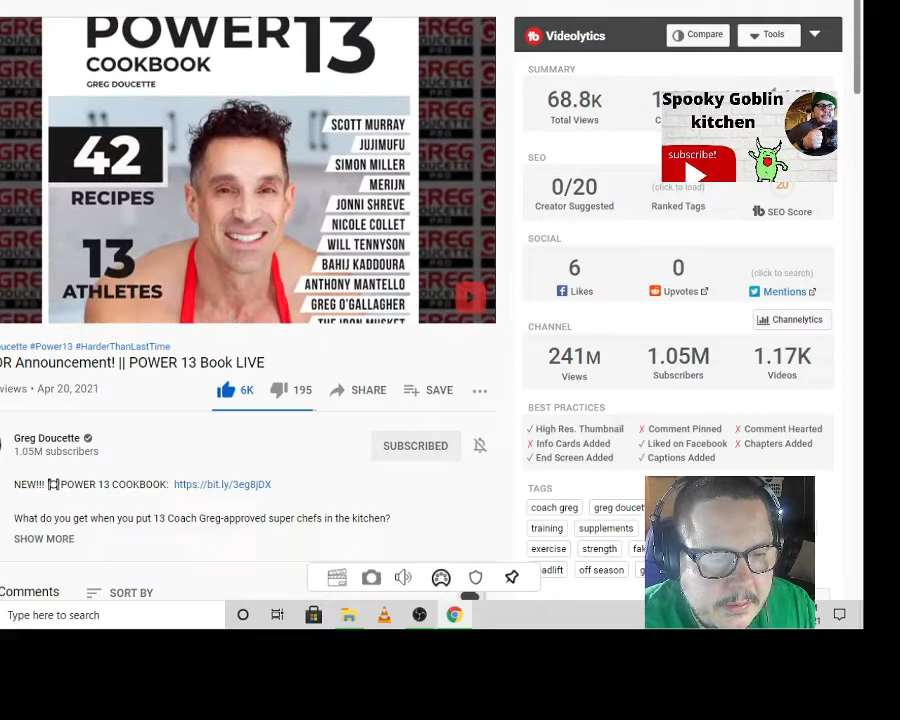 POWER 13
COOKBOOK
GREG DOUCETTE
42
RECIPES
13
ATHLETES
SCOTT MURRAY
JUJIMUFU
SIMON MILLER
MERIJN
JONNI SHREVE
NICOLE COLLET
WILL TENNYSON
BAHIJ KADDOURA
ANTHONY MANTELLO
GREG O'GALLAGHER
THE IRON MUSKET
#Power13 #HarderThanLastTime
Announcement! || POWER 13 Book LIVE
views • Apr 20, 2021
6K
195
SHARE
SAVE
Greg Doucette
1.05M subscribers
SUBSCRIBED
NEW!!! POWER 13 COOKBOOK: https://bit.ly/3eg8jDX
What do you get when you put 13 Coach Greg-approved super chefs in the kitchen?
SHOW MORE
Comments
SORT BY
Type here to search
Videolytics
Compare
Tools
SUMMARY
68.8K
Total Views
Spooky Goblin
kitchen
subscribe!
SEO
0/20
Creator Suggested
(click to load)
Ranked Tags
20
SEO Score
SOCIAL
6
Likes
0
Upvotes
(click to search)
Mentions
Channelytics
CHANNEL
241M
Views
1.05M
Subscribers
1.17K
Videos
BEST PRACTICES
✓ High Res. Thumbnail
✗ Comment Pinned
✗ Comment Hearted
✗ Info Cards Added
✓ Liked on Facebook
✗ Chapters Added
✓ End Screen Added
✓ Captions Added
TAGS
coach greg
greg doucet
training
supplements
exercise
strength
off season